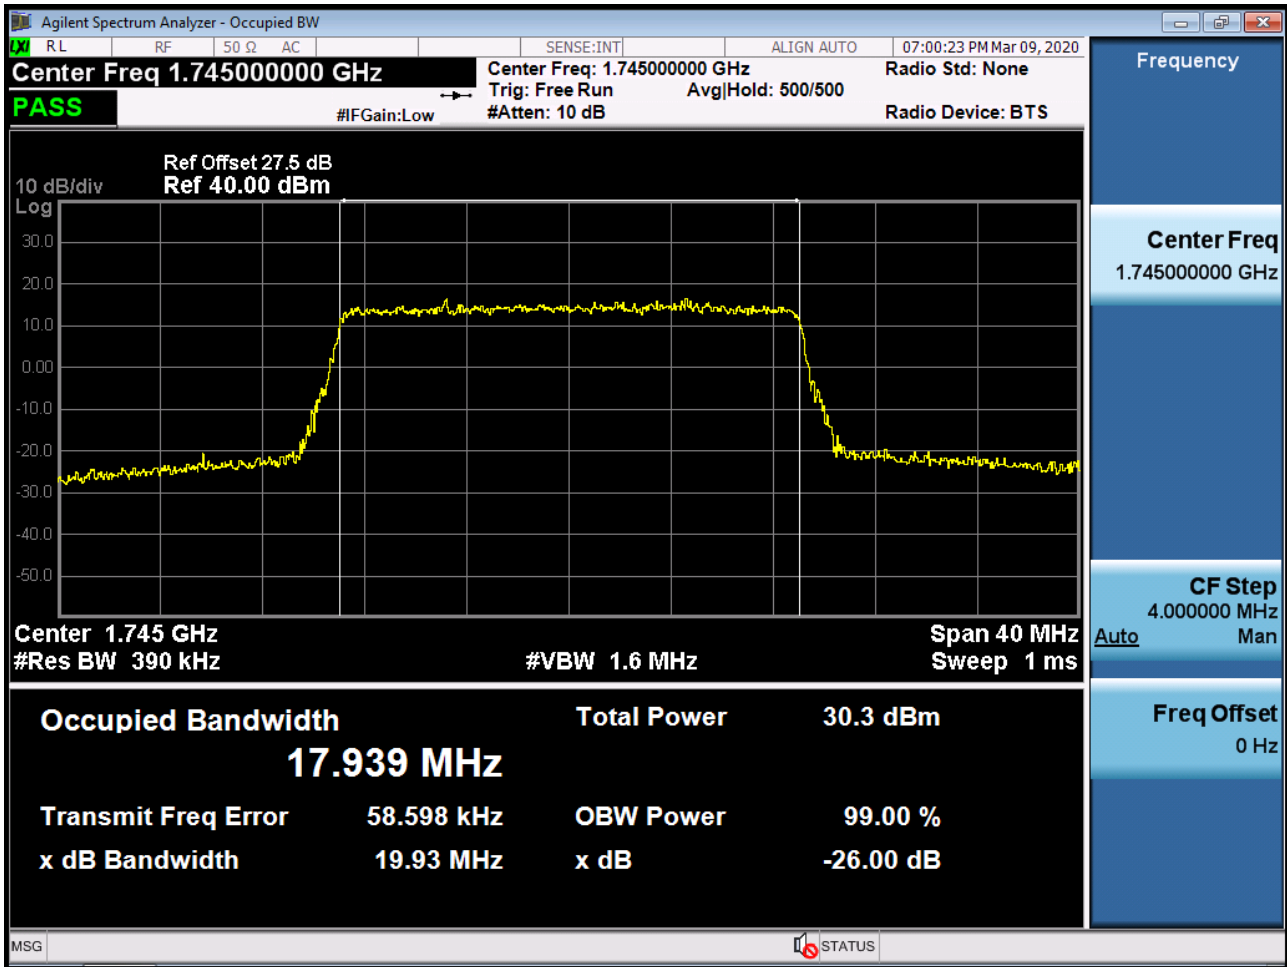 Agilent Spectrum Analyzer - Occupied BW
LXI RL RF 50 Ω AC SENSE:INT ALIGN AUTO 07:00:23 PM Mar 09, 2020
Center Freq 1.745000000 GHz
PASS
#IFGain:Low
Center Freq: 1.745000000 GHz
Trig: Free Run Avg|Hold: 500/500
#Atten: 10 dB
Radio Std: None
Radio Device: BTS
Ref Offset 27.5 dB
10 dB/div Ref 40.00 dBm
Log
30.0
20.0
10.0
0.00
-10.0
-20.0
-30.0
-40.0
-50.0
Center 1.745 GHz Span 40 MHz
#Res BW 390 kHz #VBW 1.6 MHz Sweep 1 ms
Occupied Bandwidth Total Power 30.3 dBm
17.939 MHz
Transmit Freq Error 58.598 kHz OBW Power 99.00 %
x dB Bandwidth 19.93 MHz x dB -26.00 dB
Frequency
Center Freq
1.745000000 GHz
CF Step
4.000000 MHz
Auto Man
Freq Offset
0 Hz
MSG STATUS